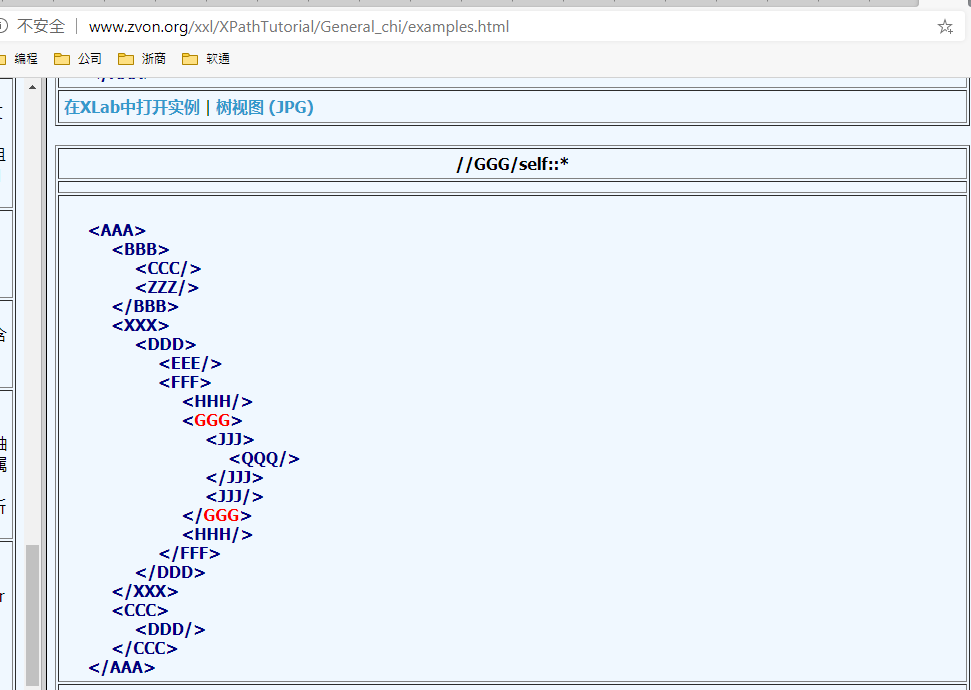 不安全 | www.zvon.org/xxl/XPathTutorial/General_chi/examples.html
编程 公司 浙商 软通
在XLab中打开实例 | 树视图 (JPG)
//GGG/self::*
<AAA>
<BBB>
<CCC/>
<ZZZ/>
</BBB>
<XXX>
<DDD>
<EEE/>
<FFF>
<HHH/>
<GGG>
<JJJ>
<QQQ/>
</JJJ>
<JJJ/>
</GGG>
<HHH/>
</FFF>
</DDD>
</XXX>
<CCC>
<DDD/>
</CCC>
</AAA>